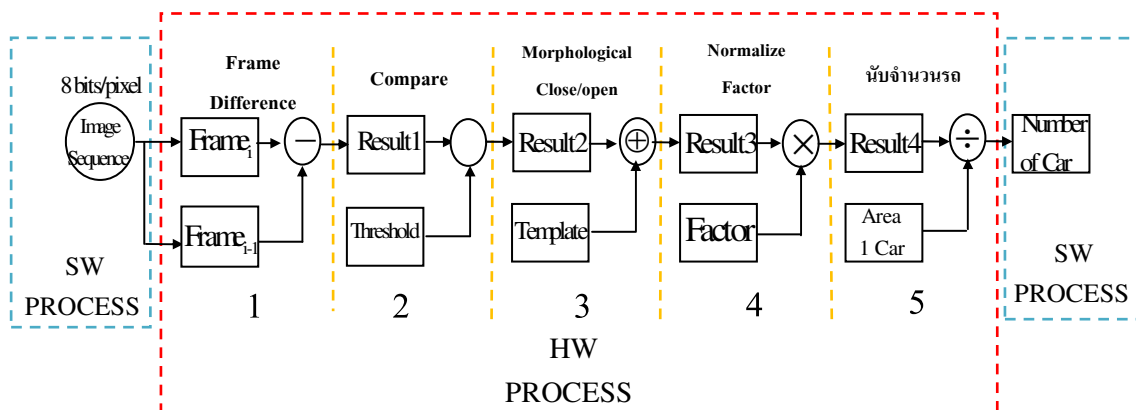 8 bits/pixel
Image
Sequence
SW
PROCESS
Frame
Difference
Frame i
−
Frame i-1
1
Compare
Result1
Threshold
2
Morphological
Close/open
Result2
⊕
Template
3
Normalize
Factor
Result3
×
Factor
4
นับจำนวนรถ
Result4
÷
Area
1 Car
5
HW
PROCESS
Number
of Car
SW
PROCESS